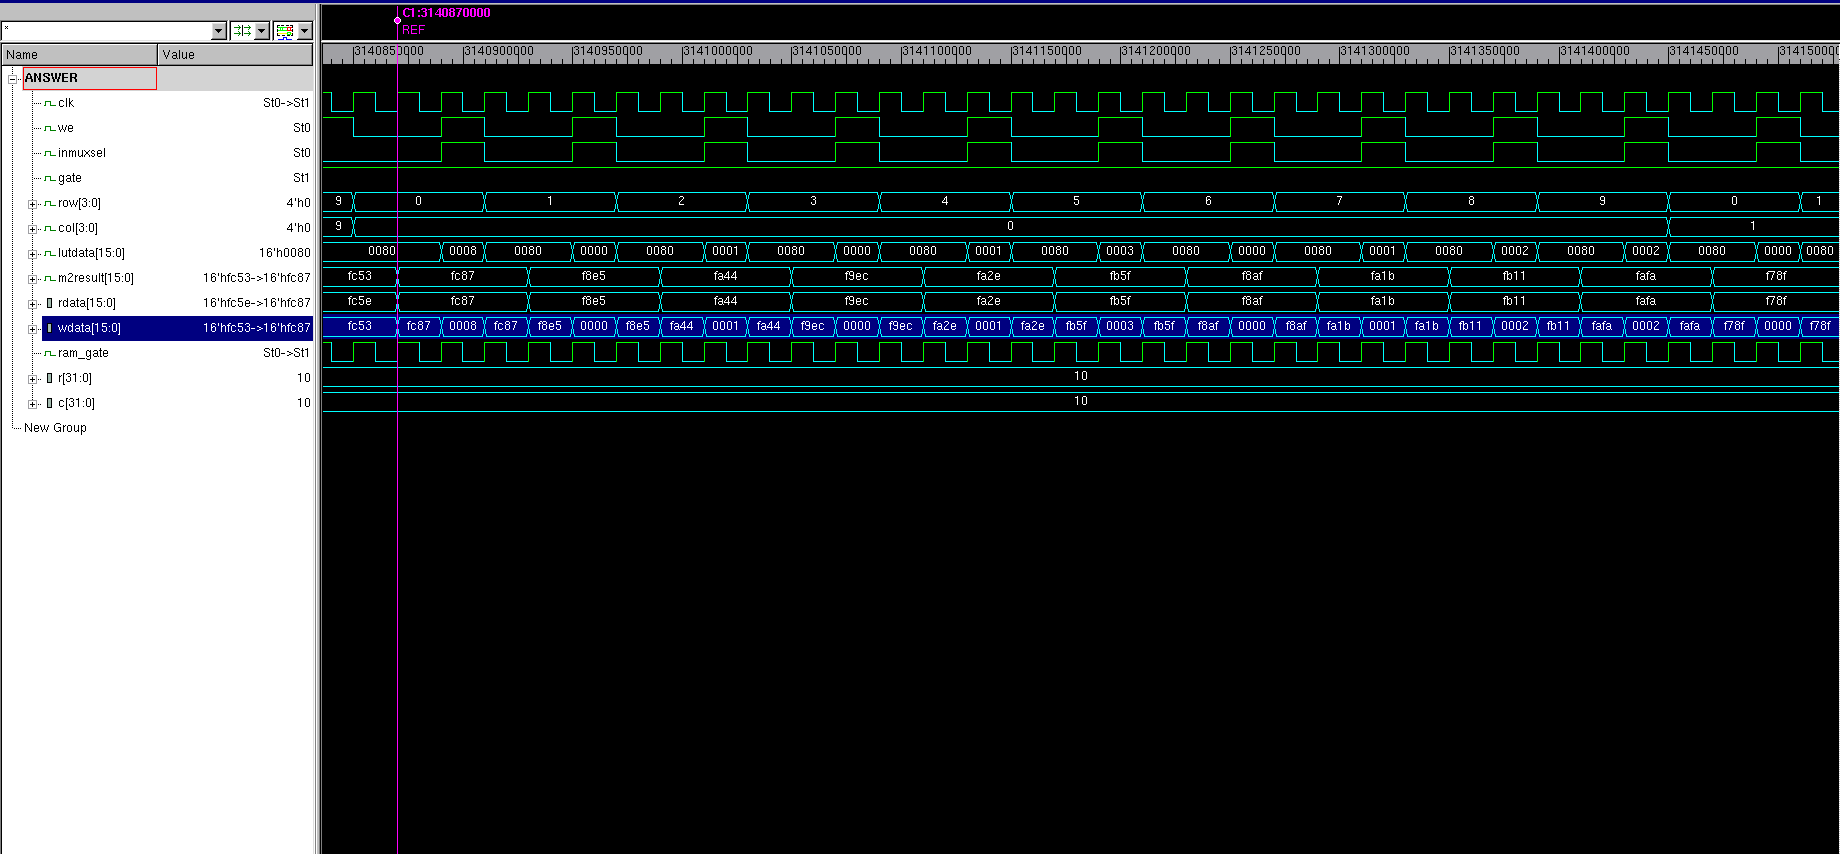 C1:3140870000
REF
*
Name Value
3140850000 3140900000 3140950000 3141000000 3141050000 3141100000 3141150000 3141200000 3141250000 3141300000 3141350000 3141400000 3141450000 314150000
ANSWER
clk St0->St1
we St0
inmuxsel St0
gate St1
row[3:0] 4'h0 9 0 1 2 3 4 5 6 7 8 9 0 1
col[3:0] 4'h0 9 0 1
lutdata[15:0] 16'h0080 0080 0008 0080 0000 0080 0001 0080 0000 0080 0001 0080 0003 0080 0000 0080 0001 0080 0002 0080 0002 0080 0000 0080
m2result[15:0] 16'hfc53->16'hfc87 fc53 fc87 f8e5 fa44 f9ec fa2e fb5f f8af fa1b fb11 fafa f78f
rdata[15:0] 16'hfc5e->16'hfc87 fc5e fc87 f8e5 fa44 f9ec fa2e fb5f f8af fa1b fb11 fafa f78f
wdata[15:0] 16'hfc53->16'hfc87 fc53 fc87 0008 fc87 f8e5 0000 f8e5 fa44 0001 fa44 f9ec 0000 f9ec fa2e 0001 fa2e fb5f 0003 fb5f f8af 0000 f8af fa1b 0001 fa1b fb11 0002 fb11 fafa 0002 fafa f78f 0000 f78f
ram_gate St0->St1
r[31:0] 10 10
c[31:0] 10 10
New Group